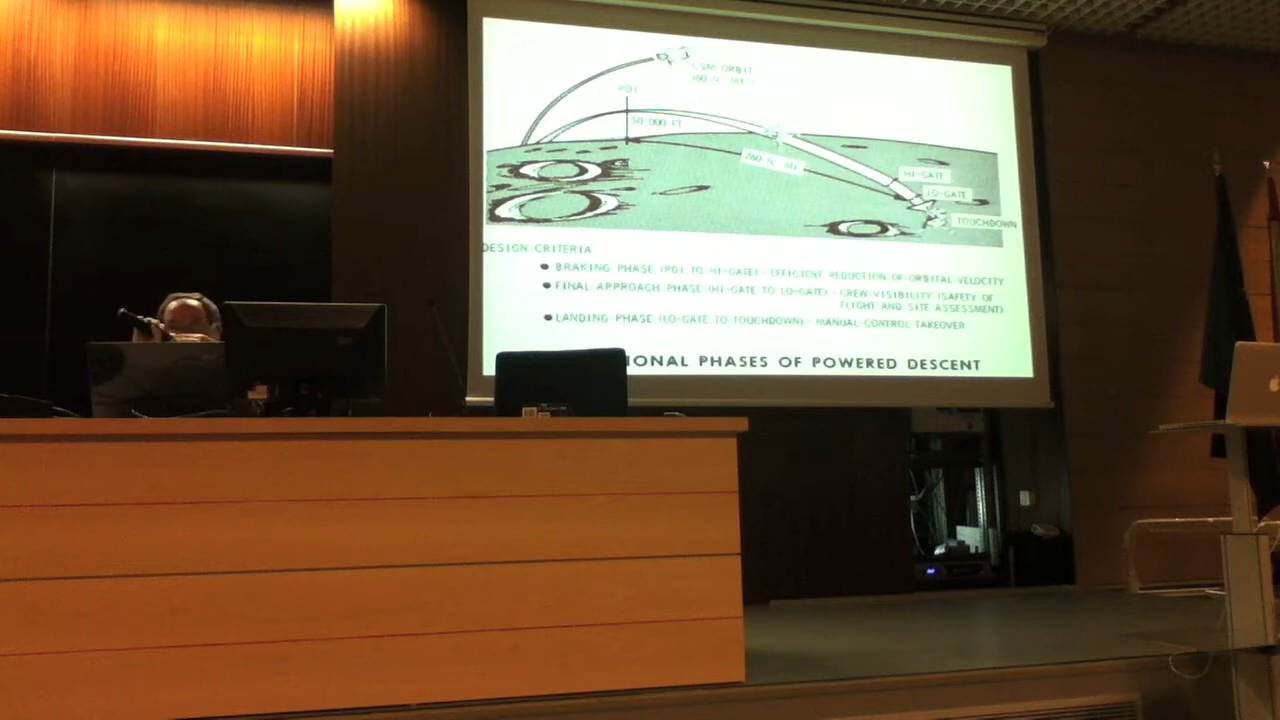 CSM ORBIT
PDI
50 000 FT
HI-GATE
LO-GATE
TOUCHDOWN
DESIGN CRITERIA
● BRAKING PHASE (PDI TO HI-GATE) - EFFICIENT REDUCTION OF ORBITAL VELOCITY
● FINAL APPROACH PHASE (HI-GATE TO LO-GATE) - CREW VISIBILITY (SAFETY OF
FLIGHT AND SITE ASSESSMENT)
● LANDING PHASE (LO-GATE TO TOUCHDOWN) - MANUAL CONTROL TAKEOVER
PHASES OF POWERED DESCENT